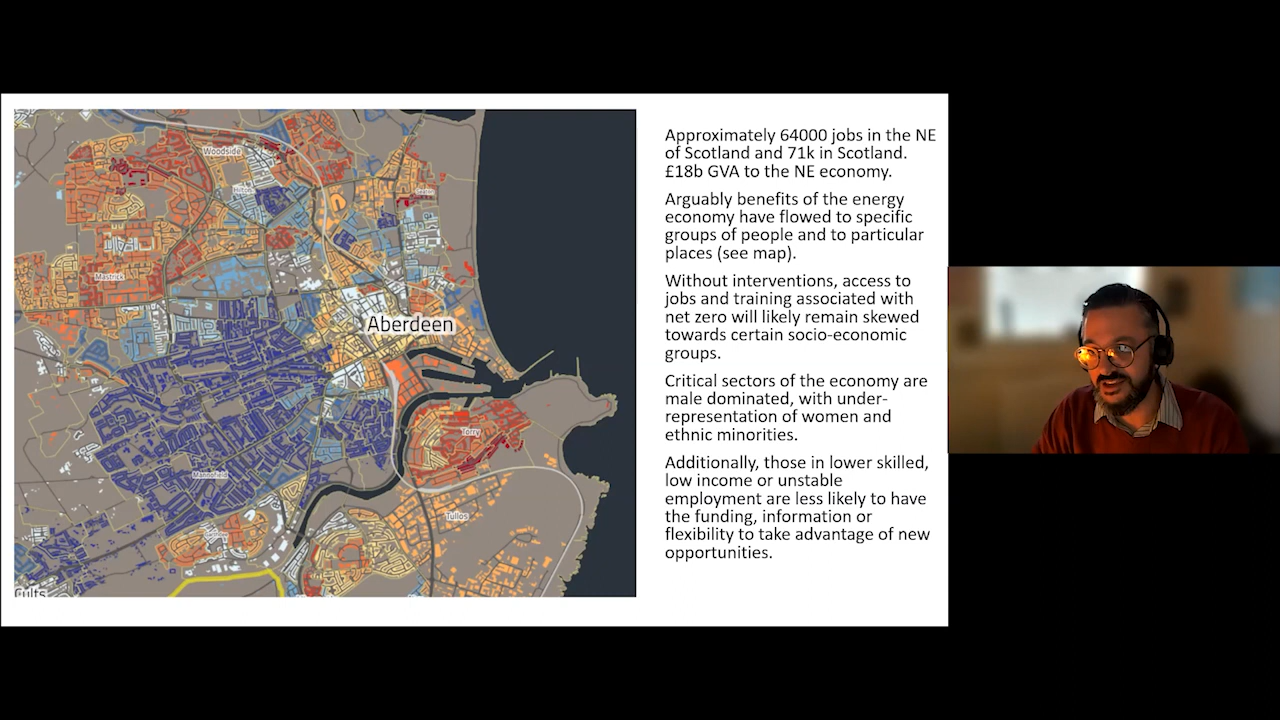 Woodside
Hilton
Seaton
Mastrick
Aberdeen
Torry
Mannofield
Tullos
Cults
Approximately 64000 jobs in the NE
of Scotland and 71k in Scotland.
£18b GVA to the NE economy.
Arguably benefits of the energy
economy have flowed to specific
groups of people and to particular
places (see map).
Without interventions, access to
jobs and training associated with
net zero will likely remain skewed
towards certain socio-economic
groups.
Critical sectors of the economy are
male dominated, with under-
representation of women and
ethnic minorities.
Additionally, those in lower skilled,
low income or unstable
employment are less likely to have
the funding, information or
flexibility to take advantage of new
opportunities.